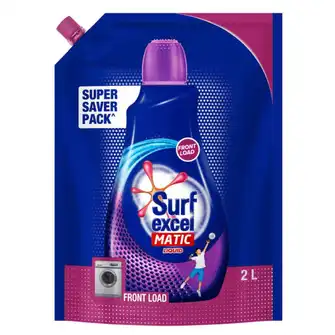 SUPER
SAVER
PACK^
FRONT
LOAD
Surf
excel
MATIC
LIQUID
2 L
FRONT LOAD